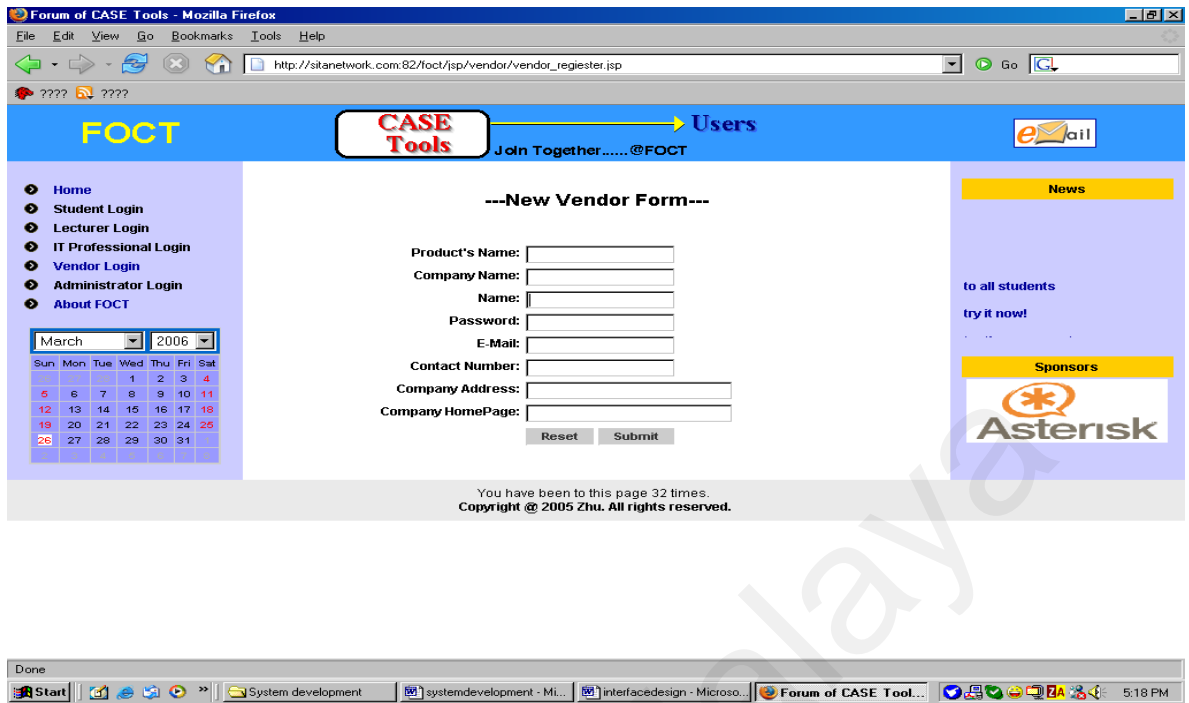 Forum of CASE Tools - Mozilla Firefox
File Edit View Go Bookmarks Tools Help
http://sitanetwork.com:82/foct/jsp/vendor/vendor_regiester.jsp
Go
G
???? ????
FOCT
CASE Tools
Users
Join Together......@FOCT
eMail
Home
Student Login
Lecturer Login
IT Professional Login
Vendor Login
Administrator Login
About FOCT
March 2006
Sun Mon Tue Wed Thu Fri Sat
1 2 3 4
5 6 7 8 9 10 11
12 13 14 15 16 17 18
19 20 21 22 23 24 25
26 27 28 29 30 31
---New Vendor Form---
Product's Name:
Company Name:
Name:
Password:
E-Mail:
Contact Number:
Company Address:
Company HomePage:
Reset Submit
News
to all students
try it now!
Sponsors
Asterisk
You have been to this page 32 times.
Copyright @ 2005 Zhu. All rights reserved.
alaya
Done
Start
System development
systemdevelopment - Mi...
interfacedesign - Microso...
Forum of CASE Tool...
5:18 PM